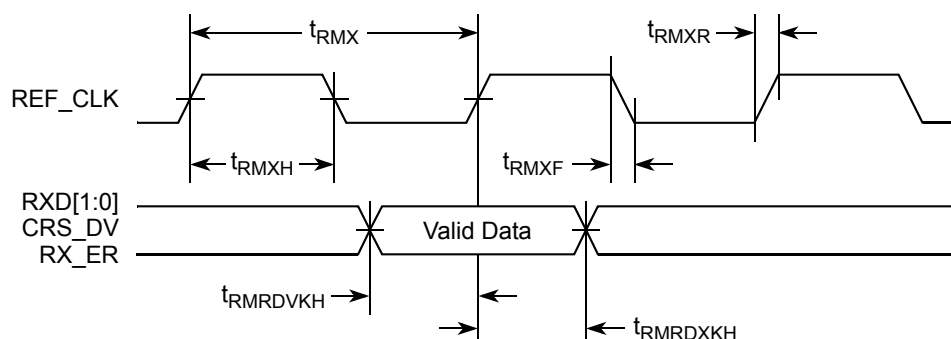 tRMX
tRMXR
REF_CLK
tRMXH
tRMXF
RXD[1:0]
CRS_DV
RX_ER
Valid Data
tRMRDVKH
tRMRDXKH